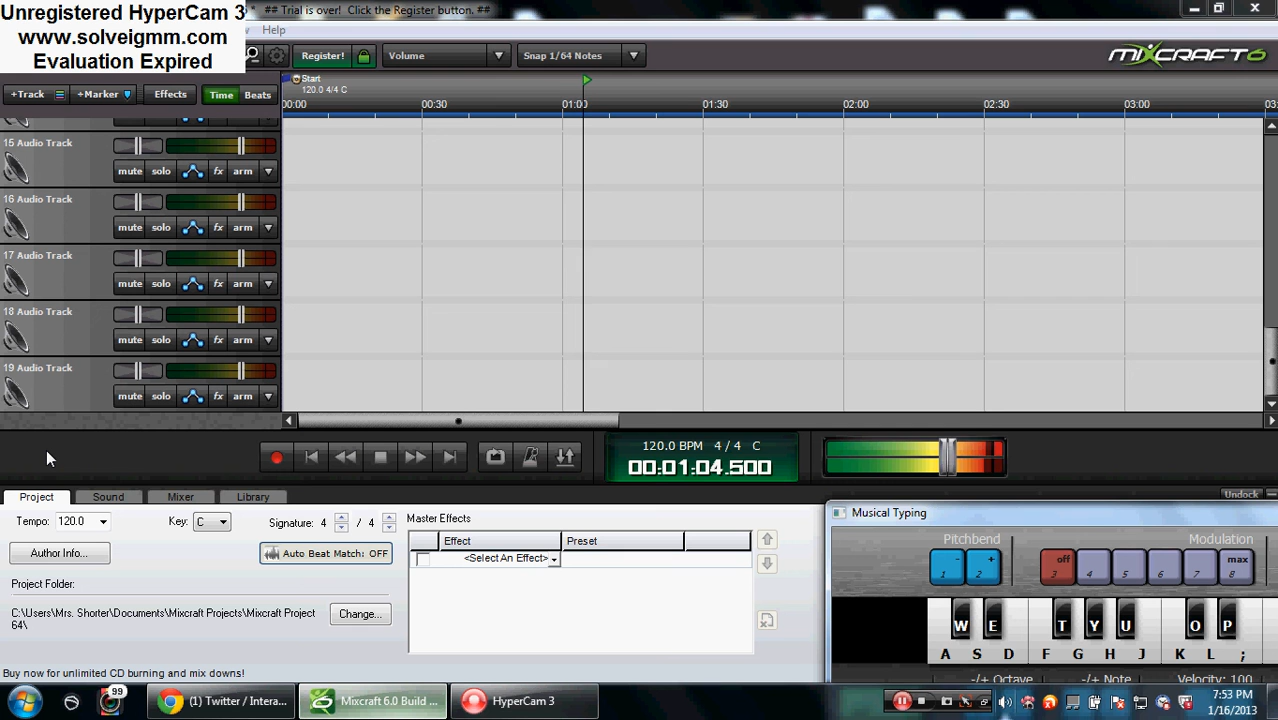 Unregistered HyperCam 3
www.solveigmm.com
Evaluation Expired
* ## Trial is over! Click the Register button. ##
Help
Register!
Volume
Snap 1/64 Notes
MIXCRAFT 6
+Track
+Marker
Effects
Time
Beats
Start
120.0 4/4 C
00:00 00:30 01:00 01:30 02:00 02:30 03:00 03
15 Audio Track
mute solo fx arm
16 Audio Track
mute solo fx arm
17 Audio Track
mute solo fx arm
18 Audio Track
mute solo fx arm
19 Audio Track
mute solo fx arm
120.0 BPM 4 / 4 C
00:01:04.500
Project Sound Mixer Library
Undock
Tempo: 120.0 Key: C Signature: 4 / 4
Author Info...
Auto Beat Match: OFF
Project Folder:
C:\Users\Mrs. Shorter\Documents\Mixcraft Projects\Mixcraft Project
64\
Change...
Buy now for unlimited CD burning and mix downs!
Master Effects
Effect Preset
<Select An Effect>
Musical Typing
Pitchbend Modulation
- + off max
1 2 3 4 5 6 7 8
W E T Y U O P
A S D F G H J K L ;
-/+ Octave -/+ Note Velocity: 100
99
(1) Twitter / Intera...
Mixcraft 6.0 Build ...
HyperCam 3
7:53 PM
1/16/2013